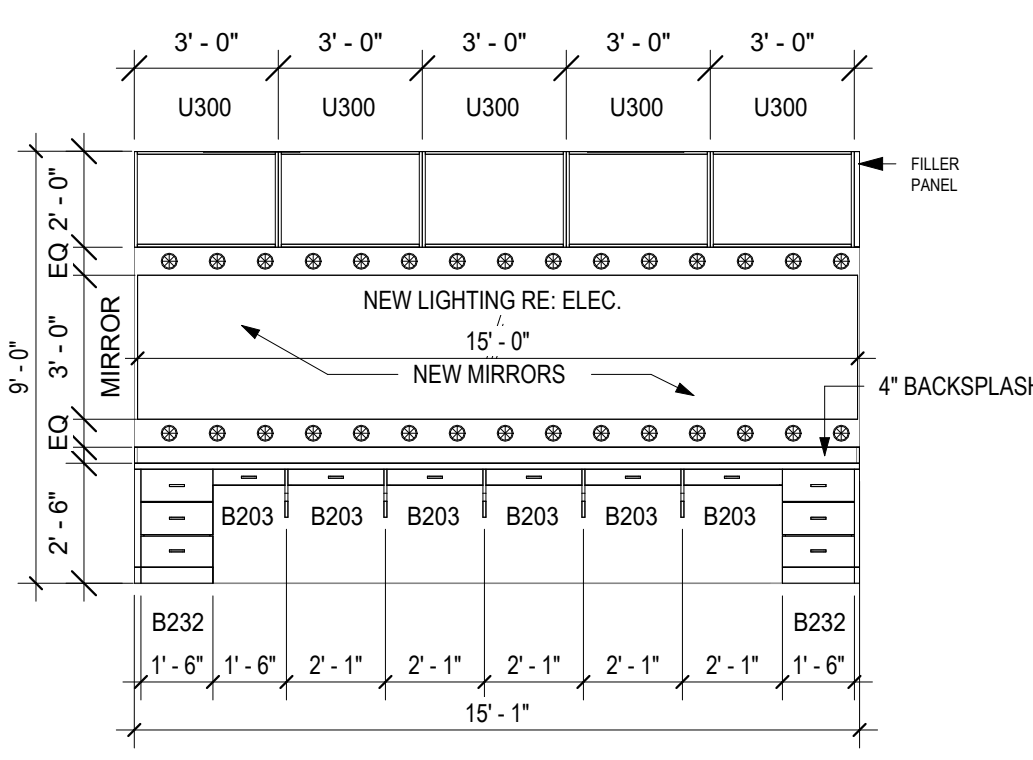 3' - 0" 3' - 0" 3' - 0" 3' - 0" 3' - 0"
U300 U300 U300 U300 U300
FILLER
PANEL
2' - 0"
EQ
3' - 0"
EQ
2' - 6"
9' - 0"
MIRROR
NEW LIGHTING RE: ELEC.
15' - 0"
NEW MIRRORS
4" BACKSPLASH
B203 B203 B203 B203 B203 B203
B232 B232
1' - 6" 1' - 6" 2' - 1" 2' - 1" 2' - 1" 2' - 1" 2' - 1" 1' - 6"
15' - 1"